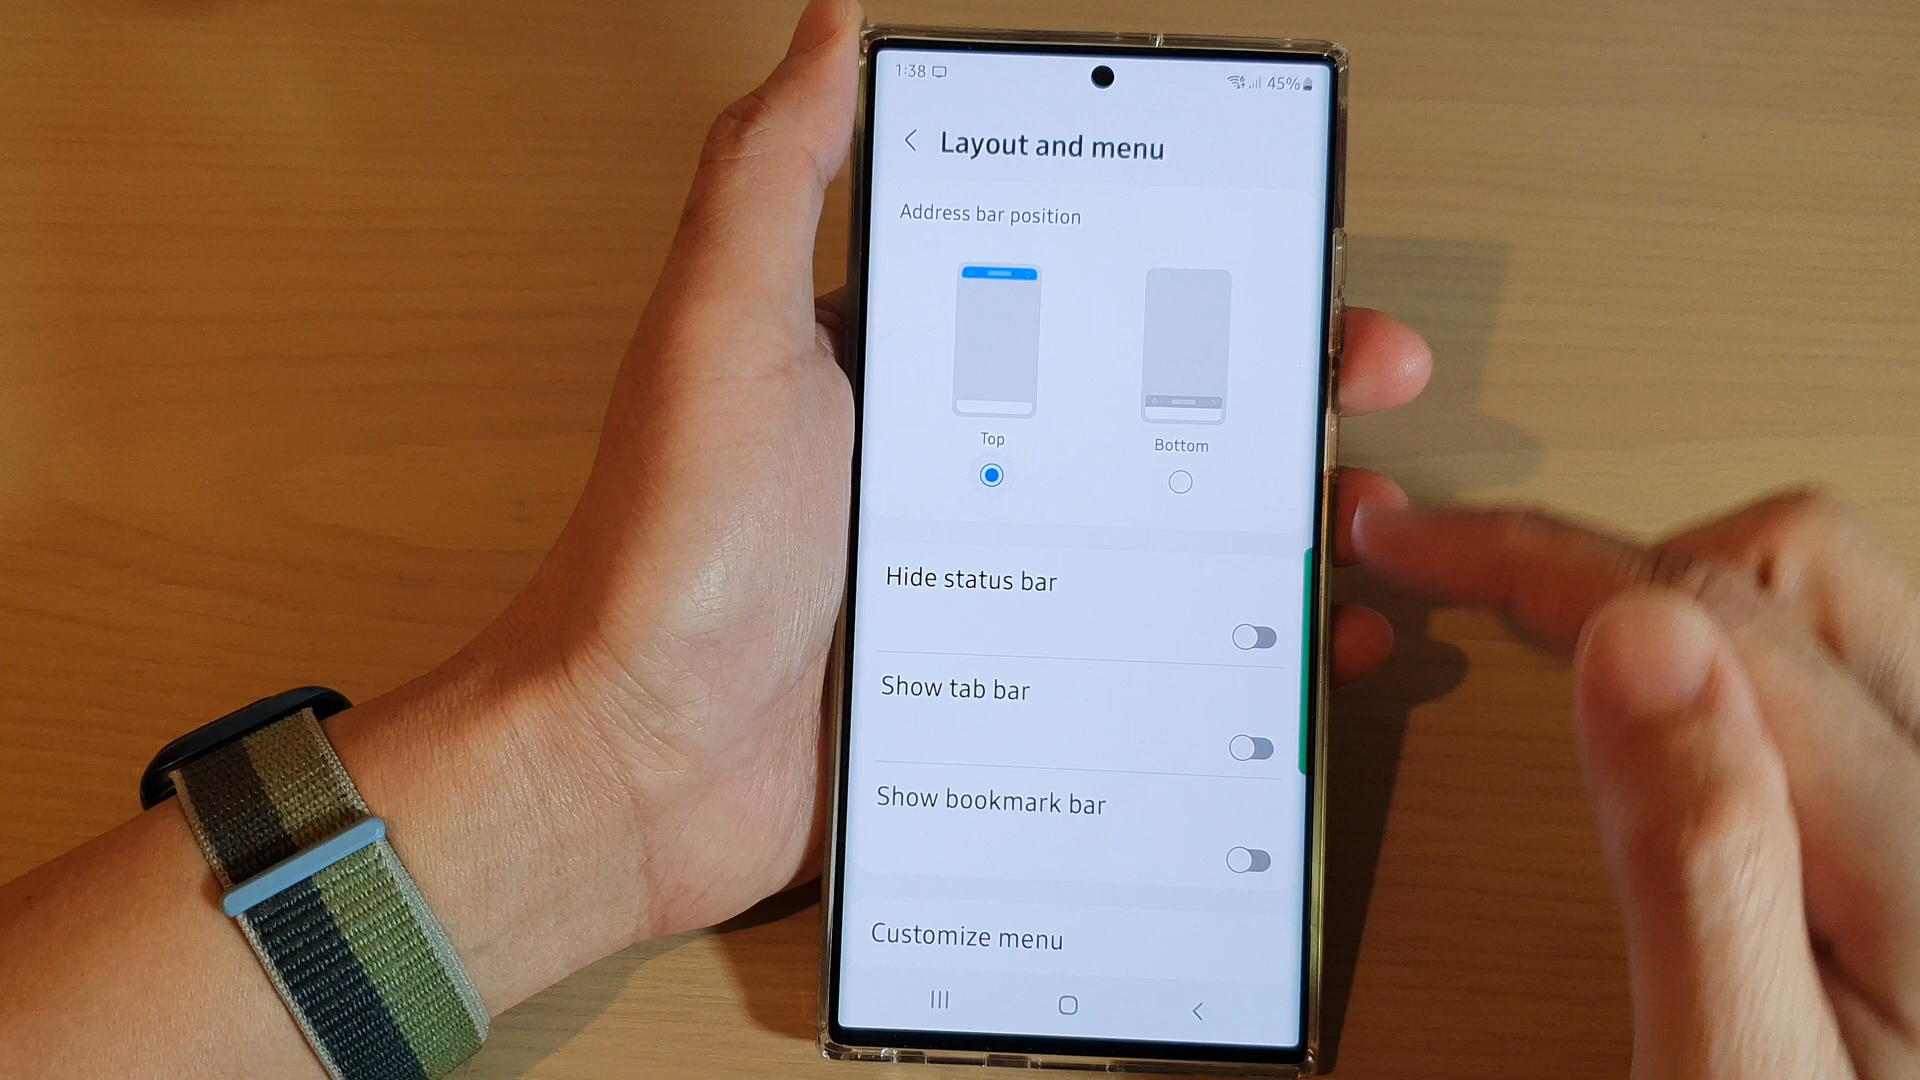 1:38
45%
Layout and menu
Address bar position
Top
Bottom
Hide status bar
Show tab bar
Show bookmark bar
Customize menu